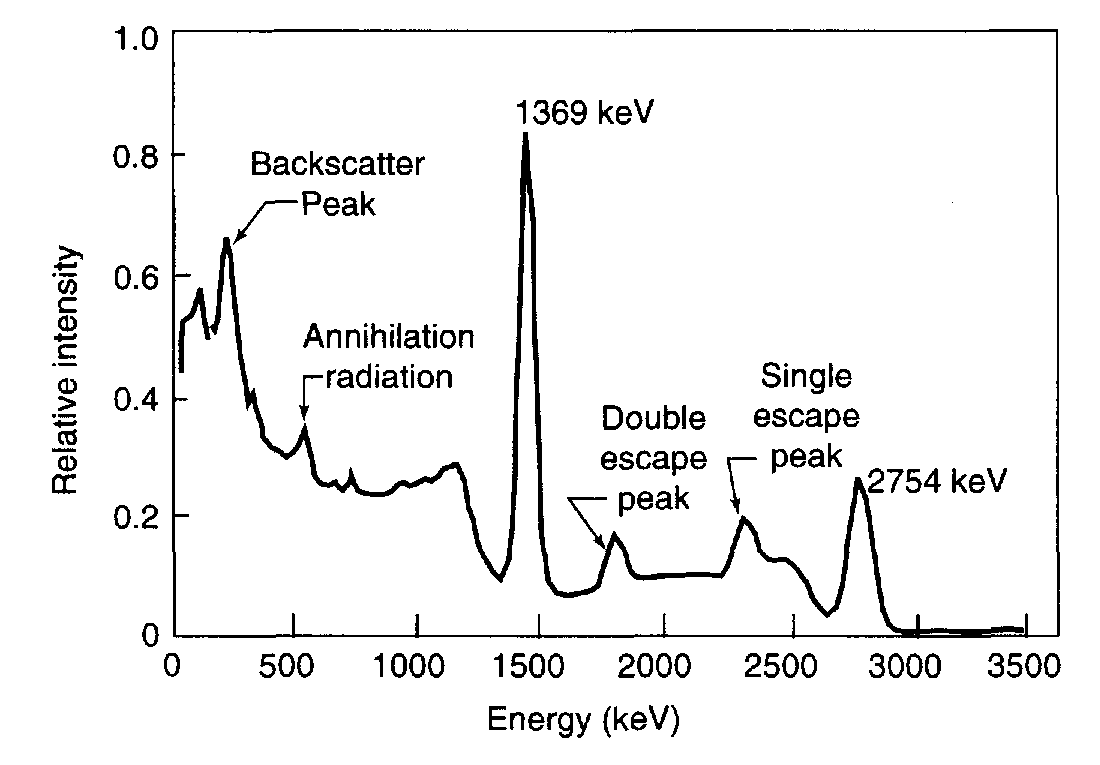 1.0
0.8
0.6
0.4
0.2
0
Relative intensity
Backscatter
Peak
Annihilation
radiation
1369 keV
Double
escape
peak
Single
escape
peak
2754 keV
0
500
1000
1500
2000
2500
3000
3500
Energy (keV)